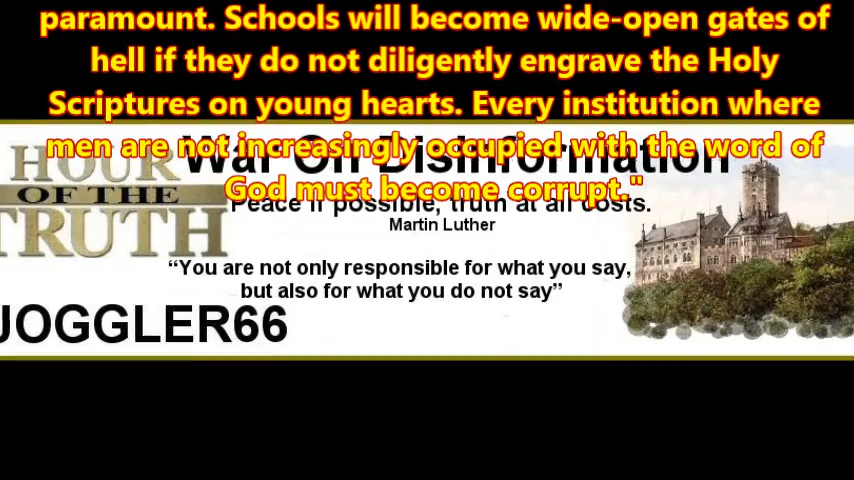 paramount. Schools will become wide-open gates of
hell if they do not diligently engrave the Holy
Scriptures on young hearts. Every institution where
men are not increasingly occupied with the word of
God must become corrupt."
HOUR
OF THE
TRUTH
War On Disinformation
Peace if possible, truth at all costs.
Martin Luther
“You are not only responsible for what you say,
but also for what you do not say”
JOGGLER66